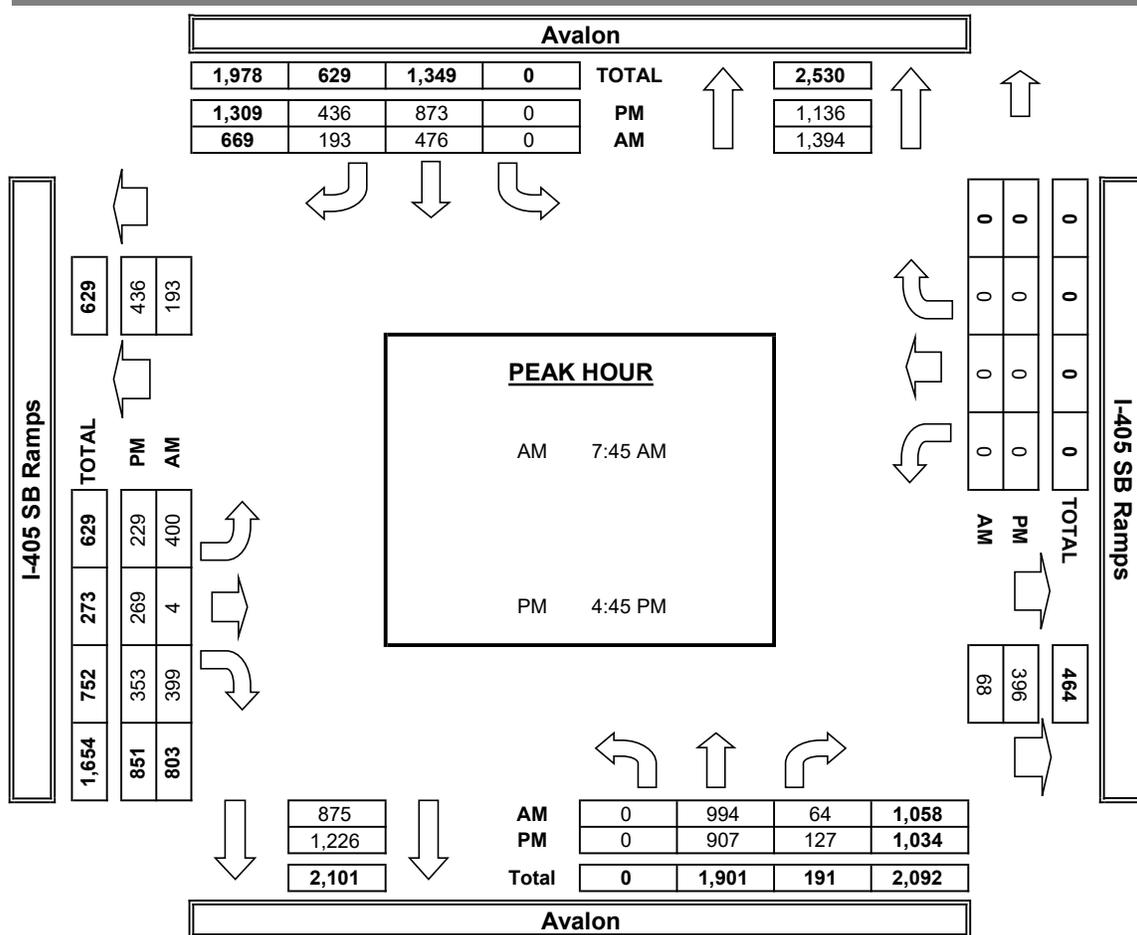 Avalon
1,978 629 1,349 0 TOTAL 2,530
1,309 436 873 0 PM 1,136
669 193 476 0 AM 1,394
I-405 SB Ramps
629 436 193
TOTAL PM AM
629 229 400
273 269 4
752 353 399
1,654 851 803
PEAK HOUR
AM 7:45 AM
PM 4:45 PM
0 0 0
0 0 0
0 0 0
0 0 0
AM PM TOTAL
68 396 464
I-405 SB Ramps
875 AM 0 994 64 1,058
1,226 PM 0 907 127 1,034
2,101 Total 0 1,901 191 2,092
Avalon